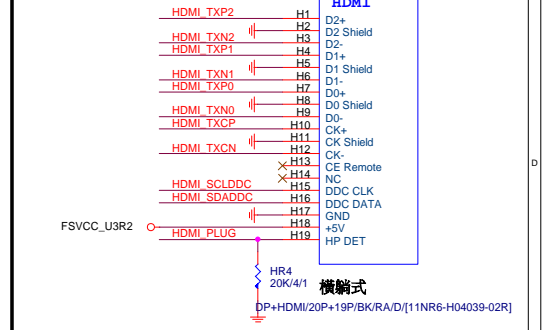 HDMI
HDMI_TXP2 H1 D2+
H2 D2 Shield
HDMI_TXN2 H3 D2-
HDMI_TXP1 H4 D1+
H5 D1 Shield
HDMI_TXN1 H6 D1-
HDMI_TXP0 H7 D0+
H8 D0 Shield
HDMI_TXN0 H9 D0-
HDMI_TXCP H10 CK+
H11 CK Shield
HDMI_TXCN H12 CK-
H13 CE Remote
H14 NC
HDMI_SCLDDC H15 DDC CLK
HDMI_SDADDC H16 DDC DATA
H17 GND
FSVCC_U3R2 H18 +5V
HDMI_PLUG H19 HP DET
D
HR4
20K/4/1
橫躺式
DP+HDMI/20P+19P/BK/RA/D/[11NR6-H04039-02R]